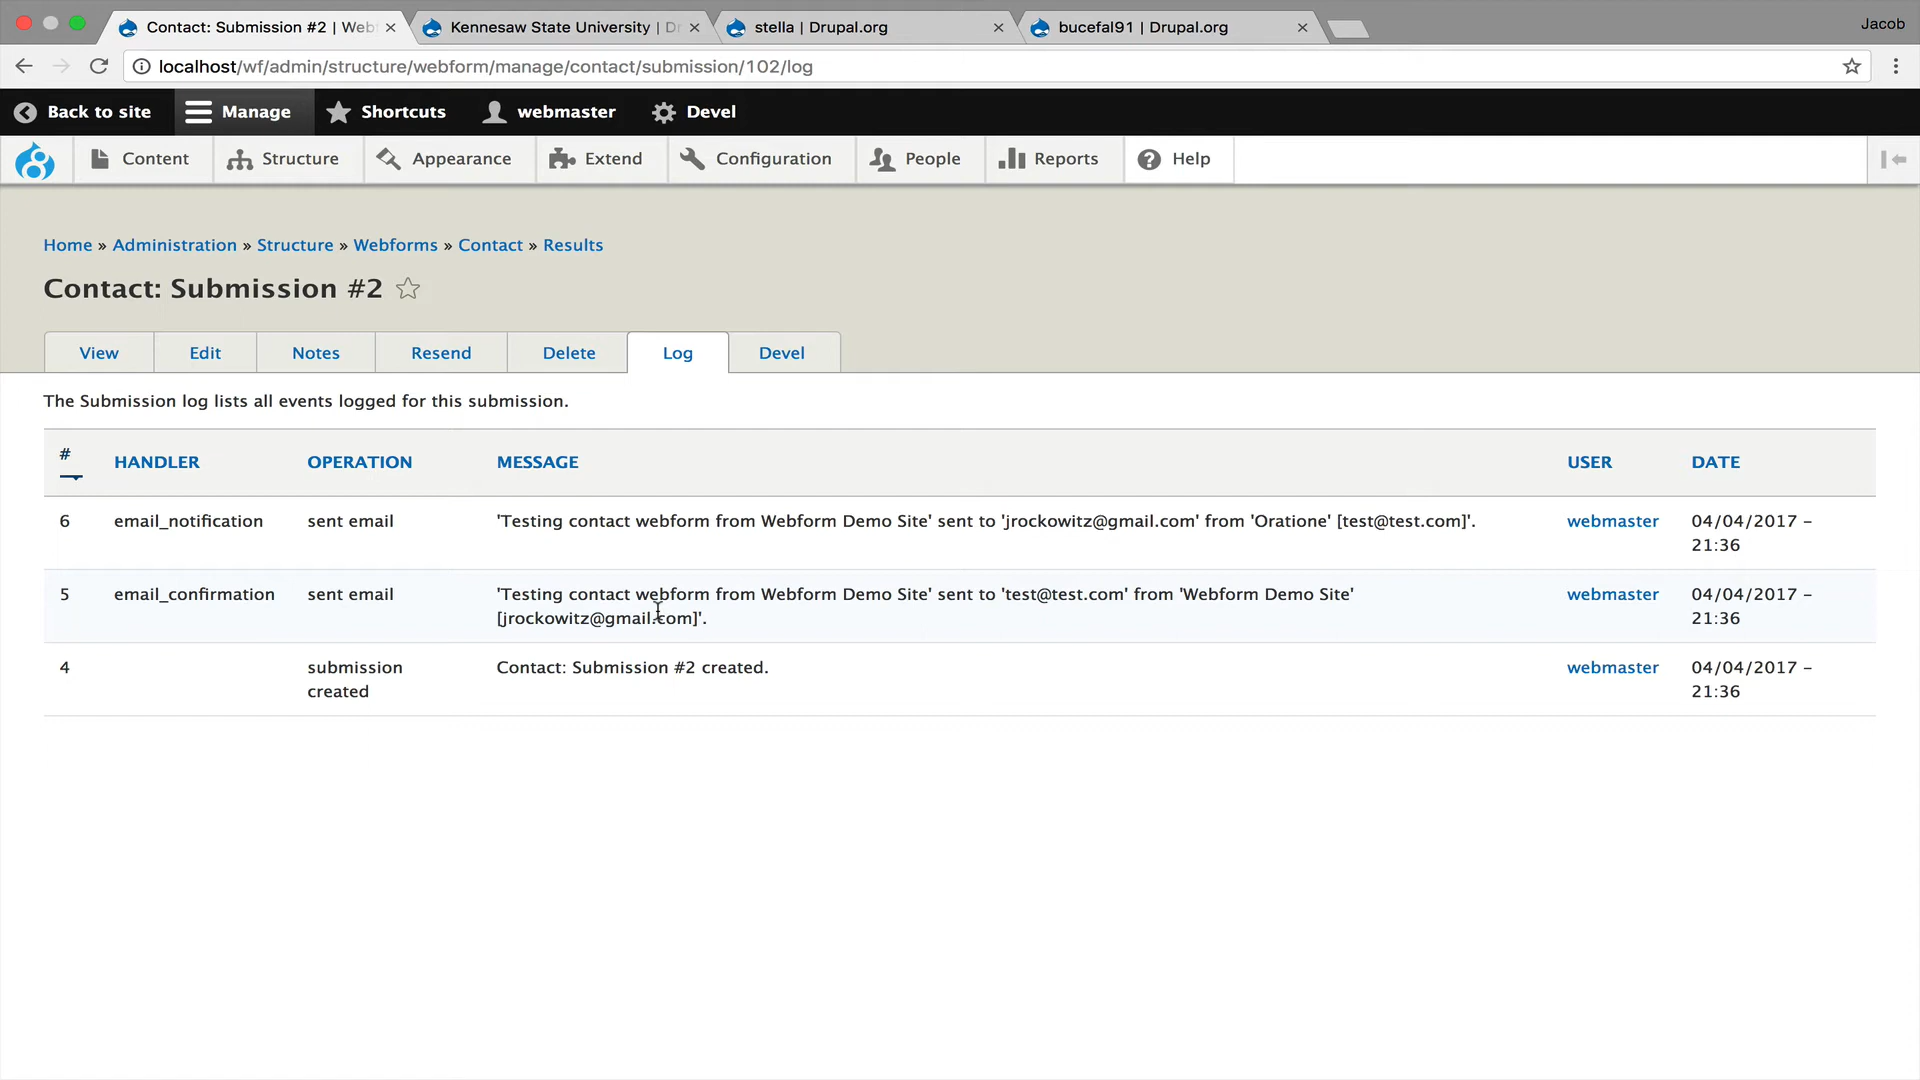 Contact: Submission #2 | Web
Kennesaw State University | D
stella | Drupal.org
bucefal91 | Drupal.org
Jacob
localhost/wf/admin/structure/webform/manage/contact/submission/102/log
Back to site
Manage
Shortcuts
webmaster
Devel
Content
Structure
Appearance
Extend
Configuration
People
Reports
Help
Home » Administration » Structure » Webforms » Contact » Results
Contact: Submission #2
View
Edit
Notes
Resend
Delete
Log
Devel
The Submission log lists all events logged for this submission.
# HANDLER OPERATION MESSAGE USER DATE
6 email_notification sent email 'Testing contact webform from Webform Demo Site' sent to 'jrockowitz@gmail.com' from 'Oratione' [test@test.com]'. webmaster 04/04/2017 –
21:36
5 email_confirmation sent email 'Testing contact webform from Webform Demo Site' sent to 'test@test.com' from 'Webform Demo Site' webmaster 04/04/2017 –
[jrockowitz@gmail.com]'. 21:36
4 submission Contact: Submission #2 created. webmaster 04/04/2017 –
created 21:36